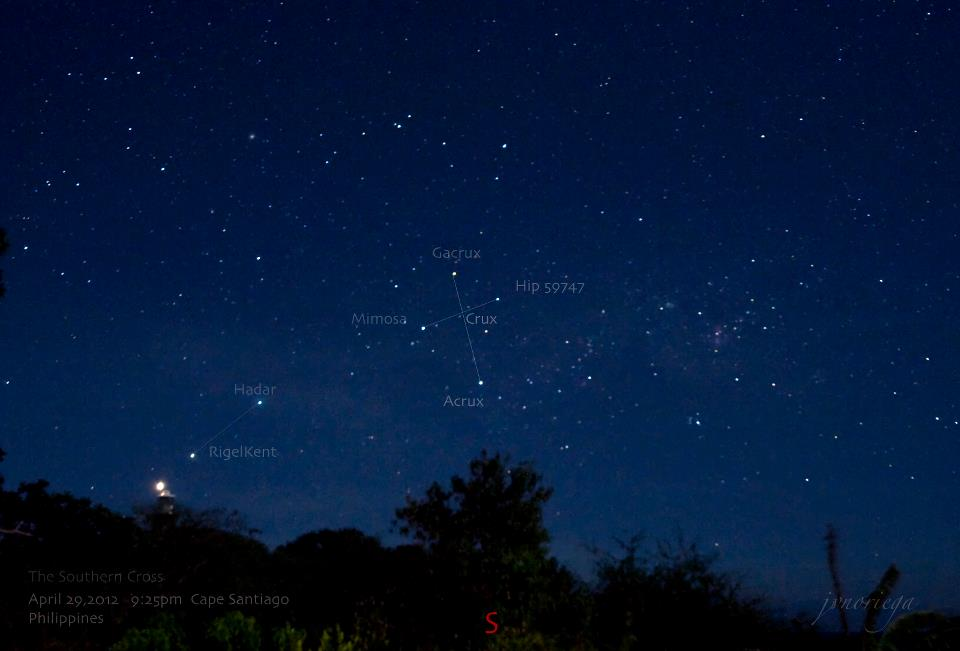 Gacrux
Hip 59747
Mimosa
Crux
Hadar
Acrux
RigelKent
The Southern Cross
April 29,2012 9:25pm Cape Santiago
Philippines
S
jvnoriega